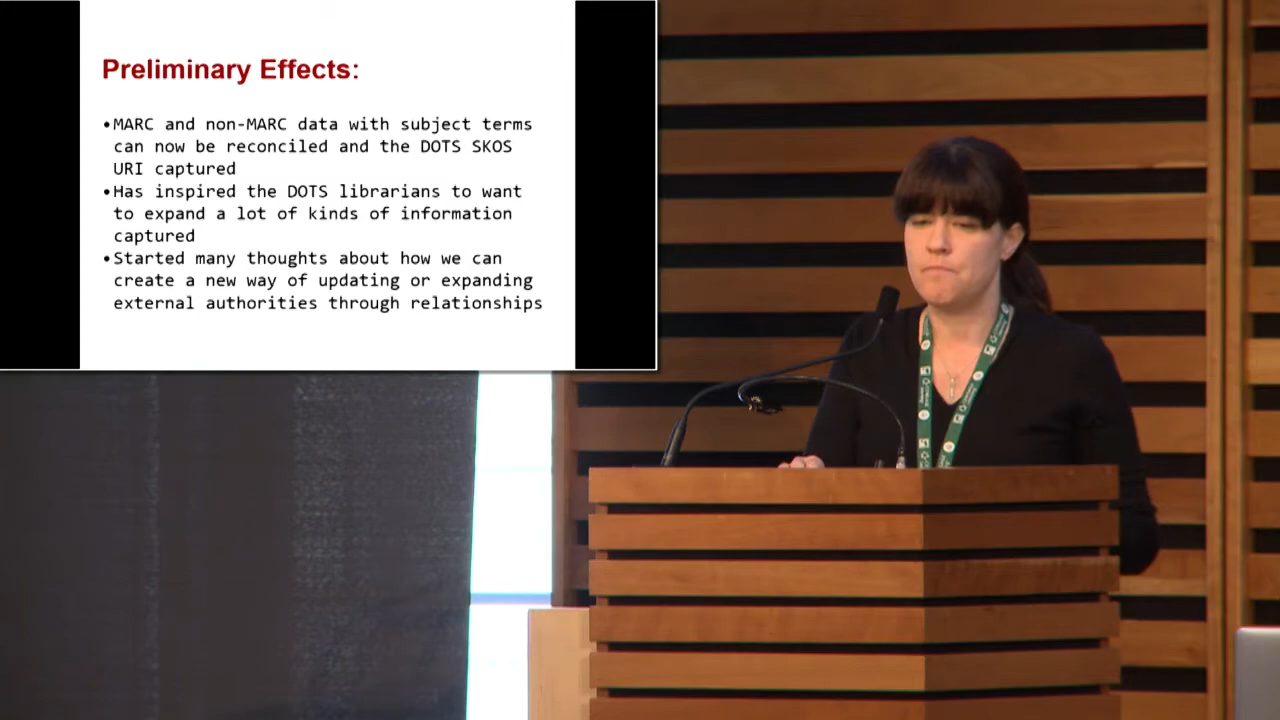 Preliminary Effects:
•MARC and non-MARC data with subject terms
can now be reconciled and the DOTS SKOS
URI captured
•Has inspired the DOTS librarians to want
to expand a lot of kinds of information
captured
•Started many thoughts about how we can
create a new way of updating or expanding
external authorities through relationships